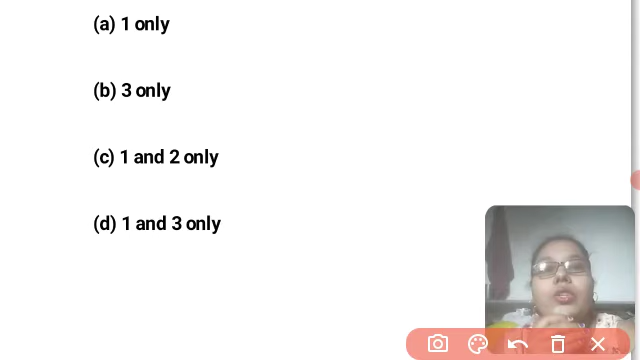 (a) 1 only
(b) 3 only
(c) 1 and 2 only
(d) 1 and 3 only